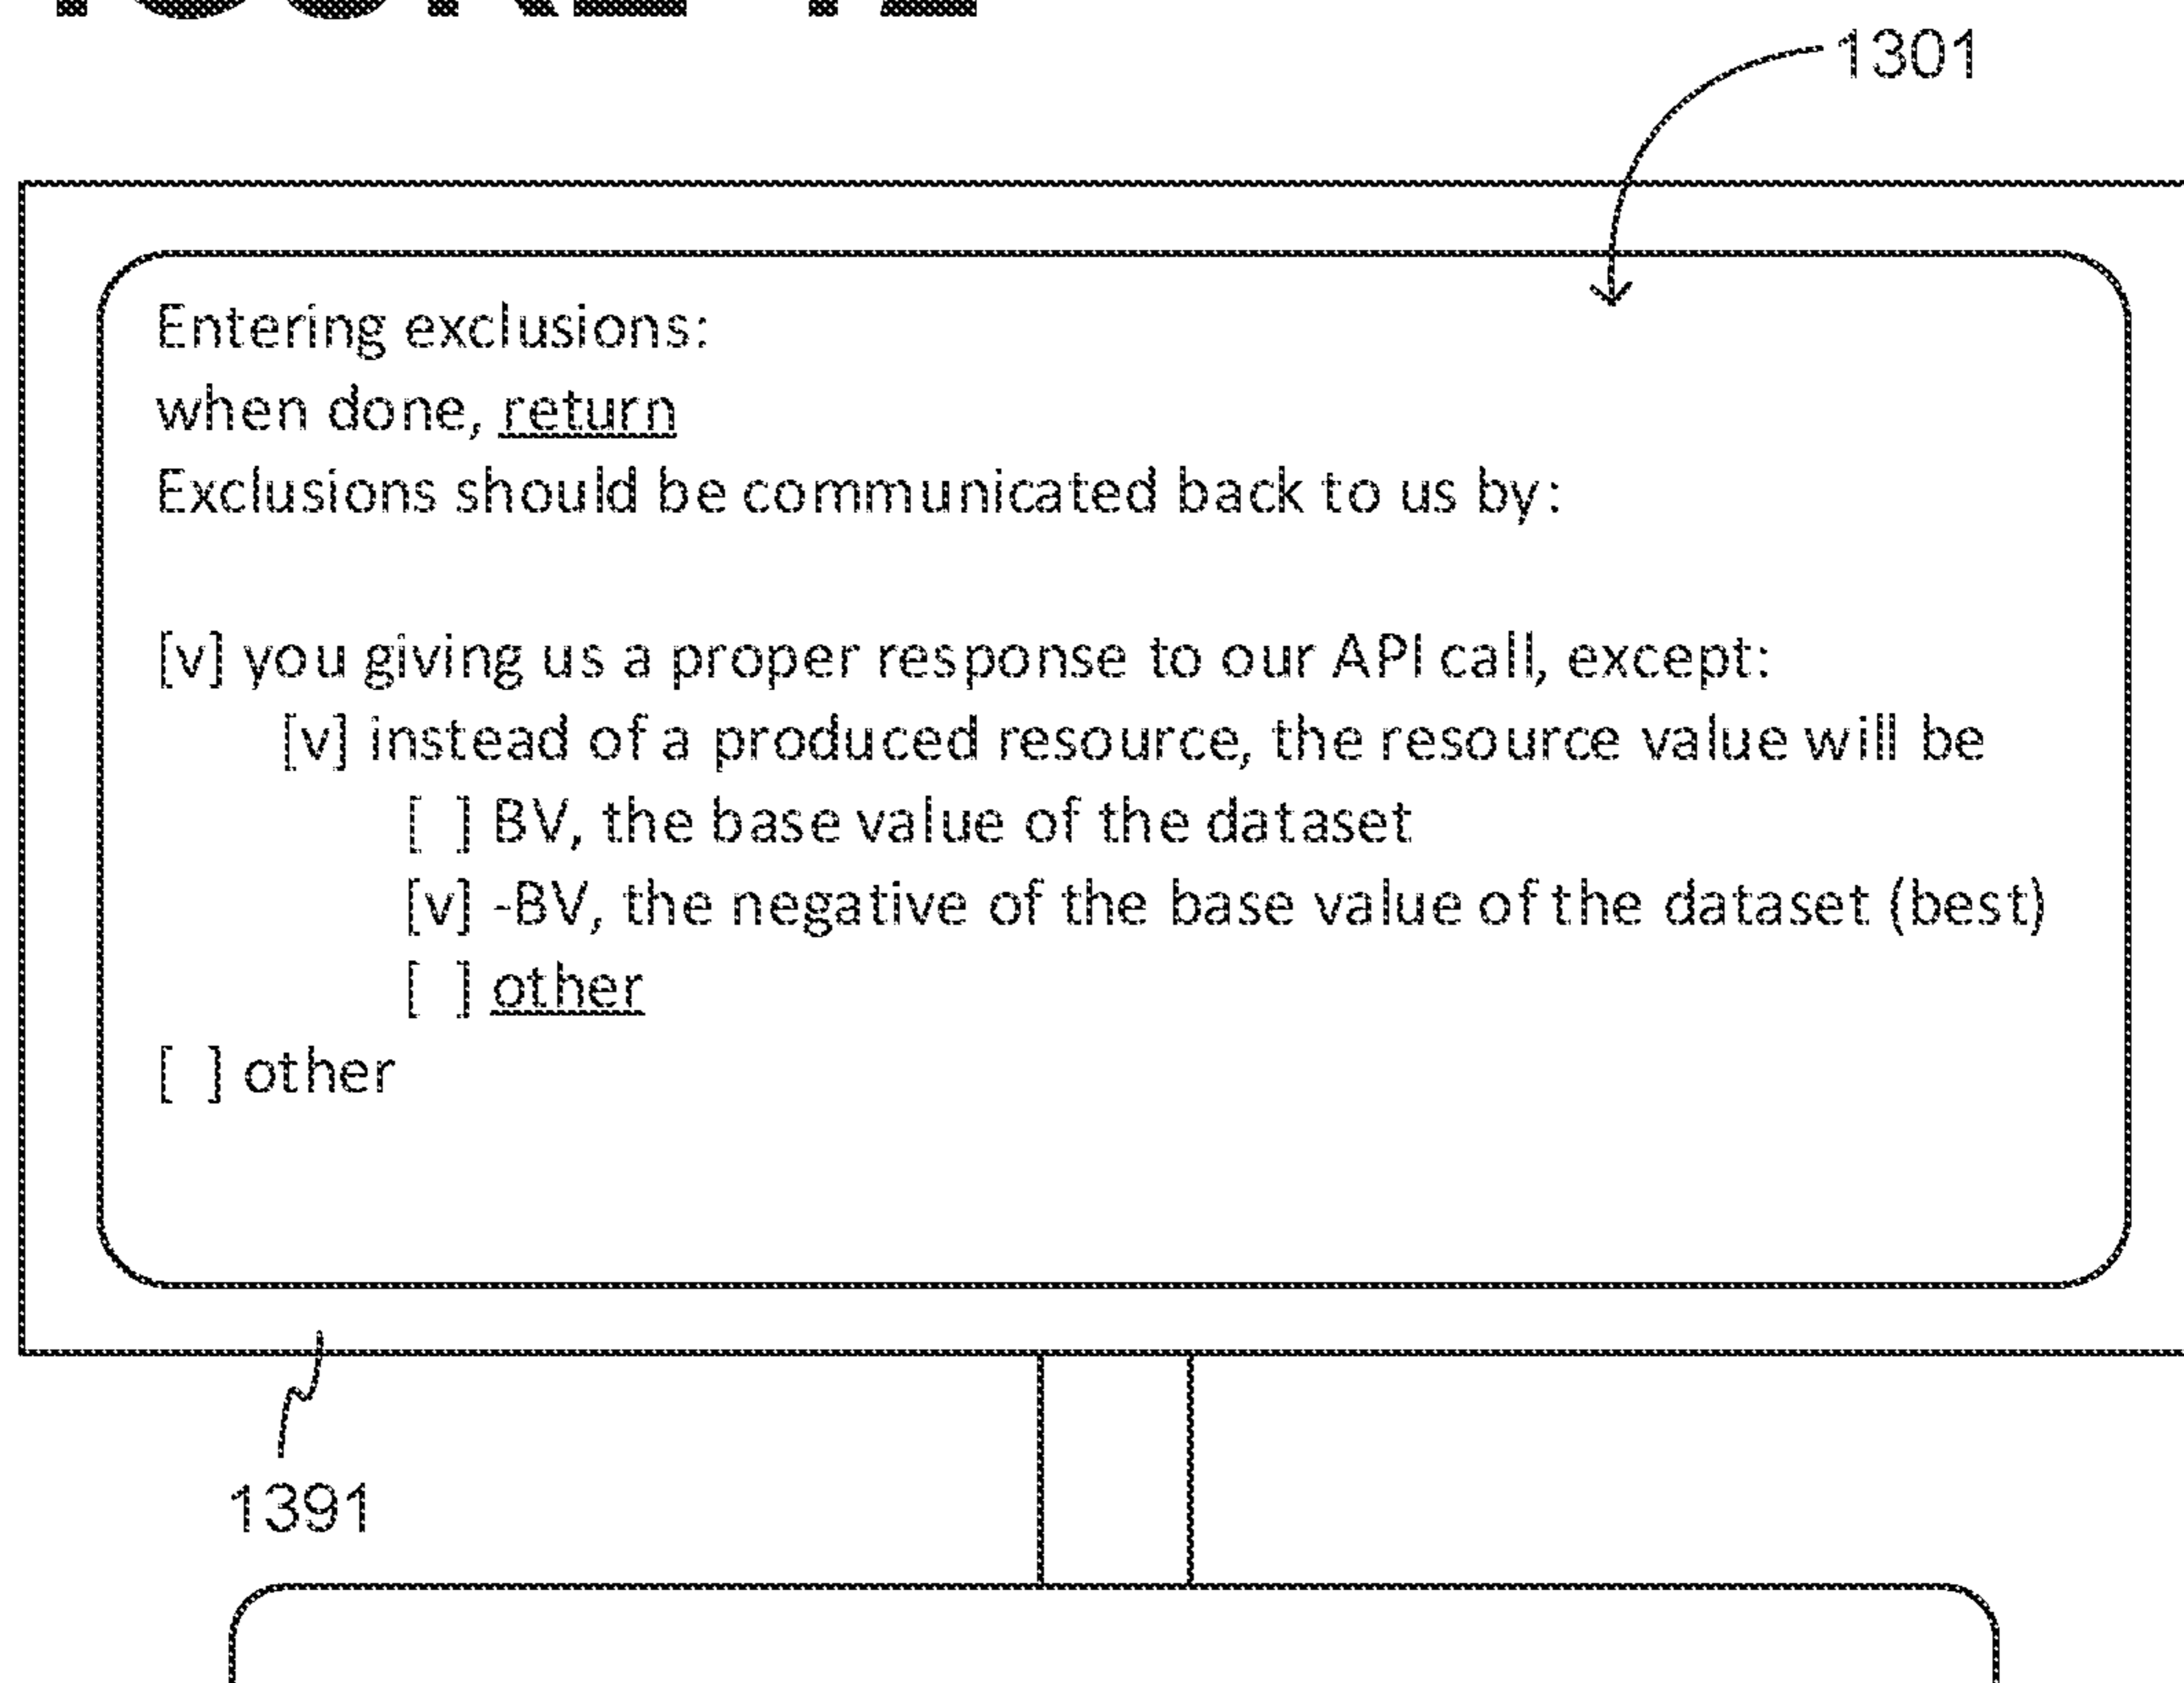 1301
Entering exclusions:
when done, return
Exclusions should be communicated back to us by:
[v] you giving us a proper response to our API call, except:
[v] instead of a produced resource, the resource value will be
[ ] BV, the base value of the dataset
[v] -BV, the negative of the base value of the dataset (best)
[ ] other
[ ] other
1391